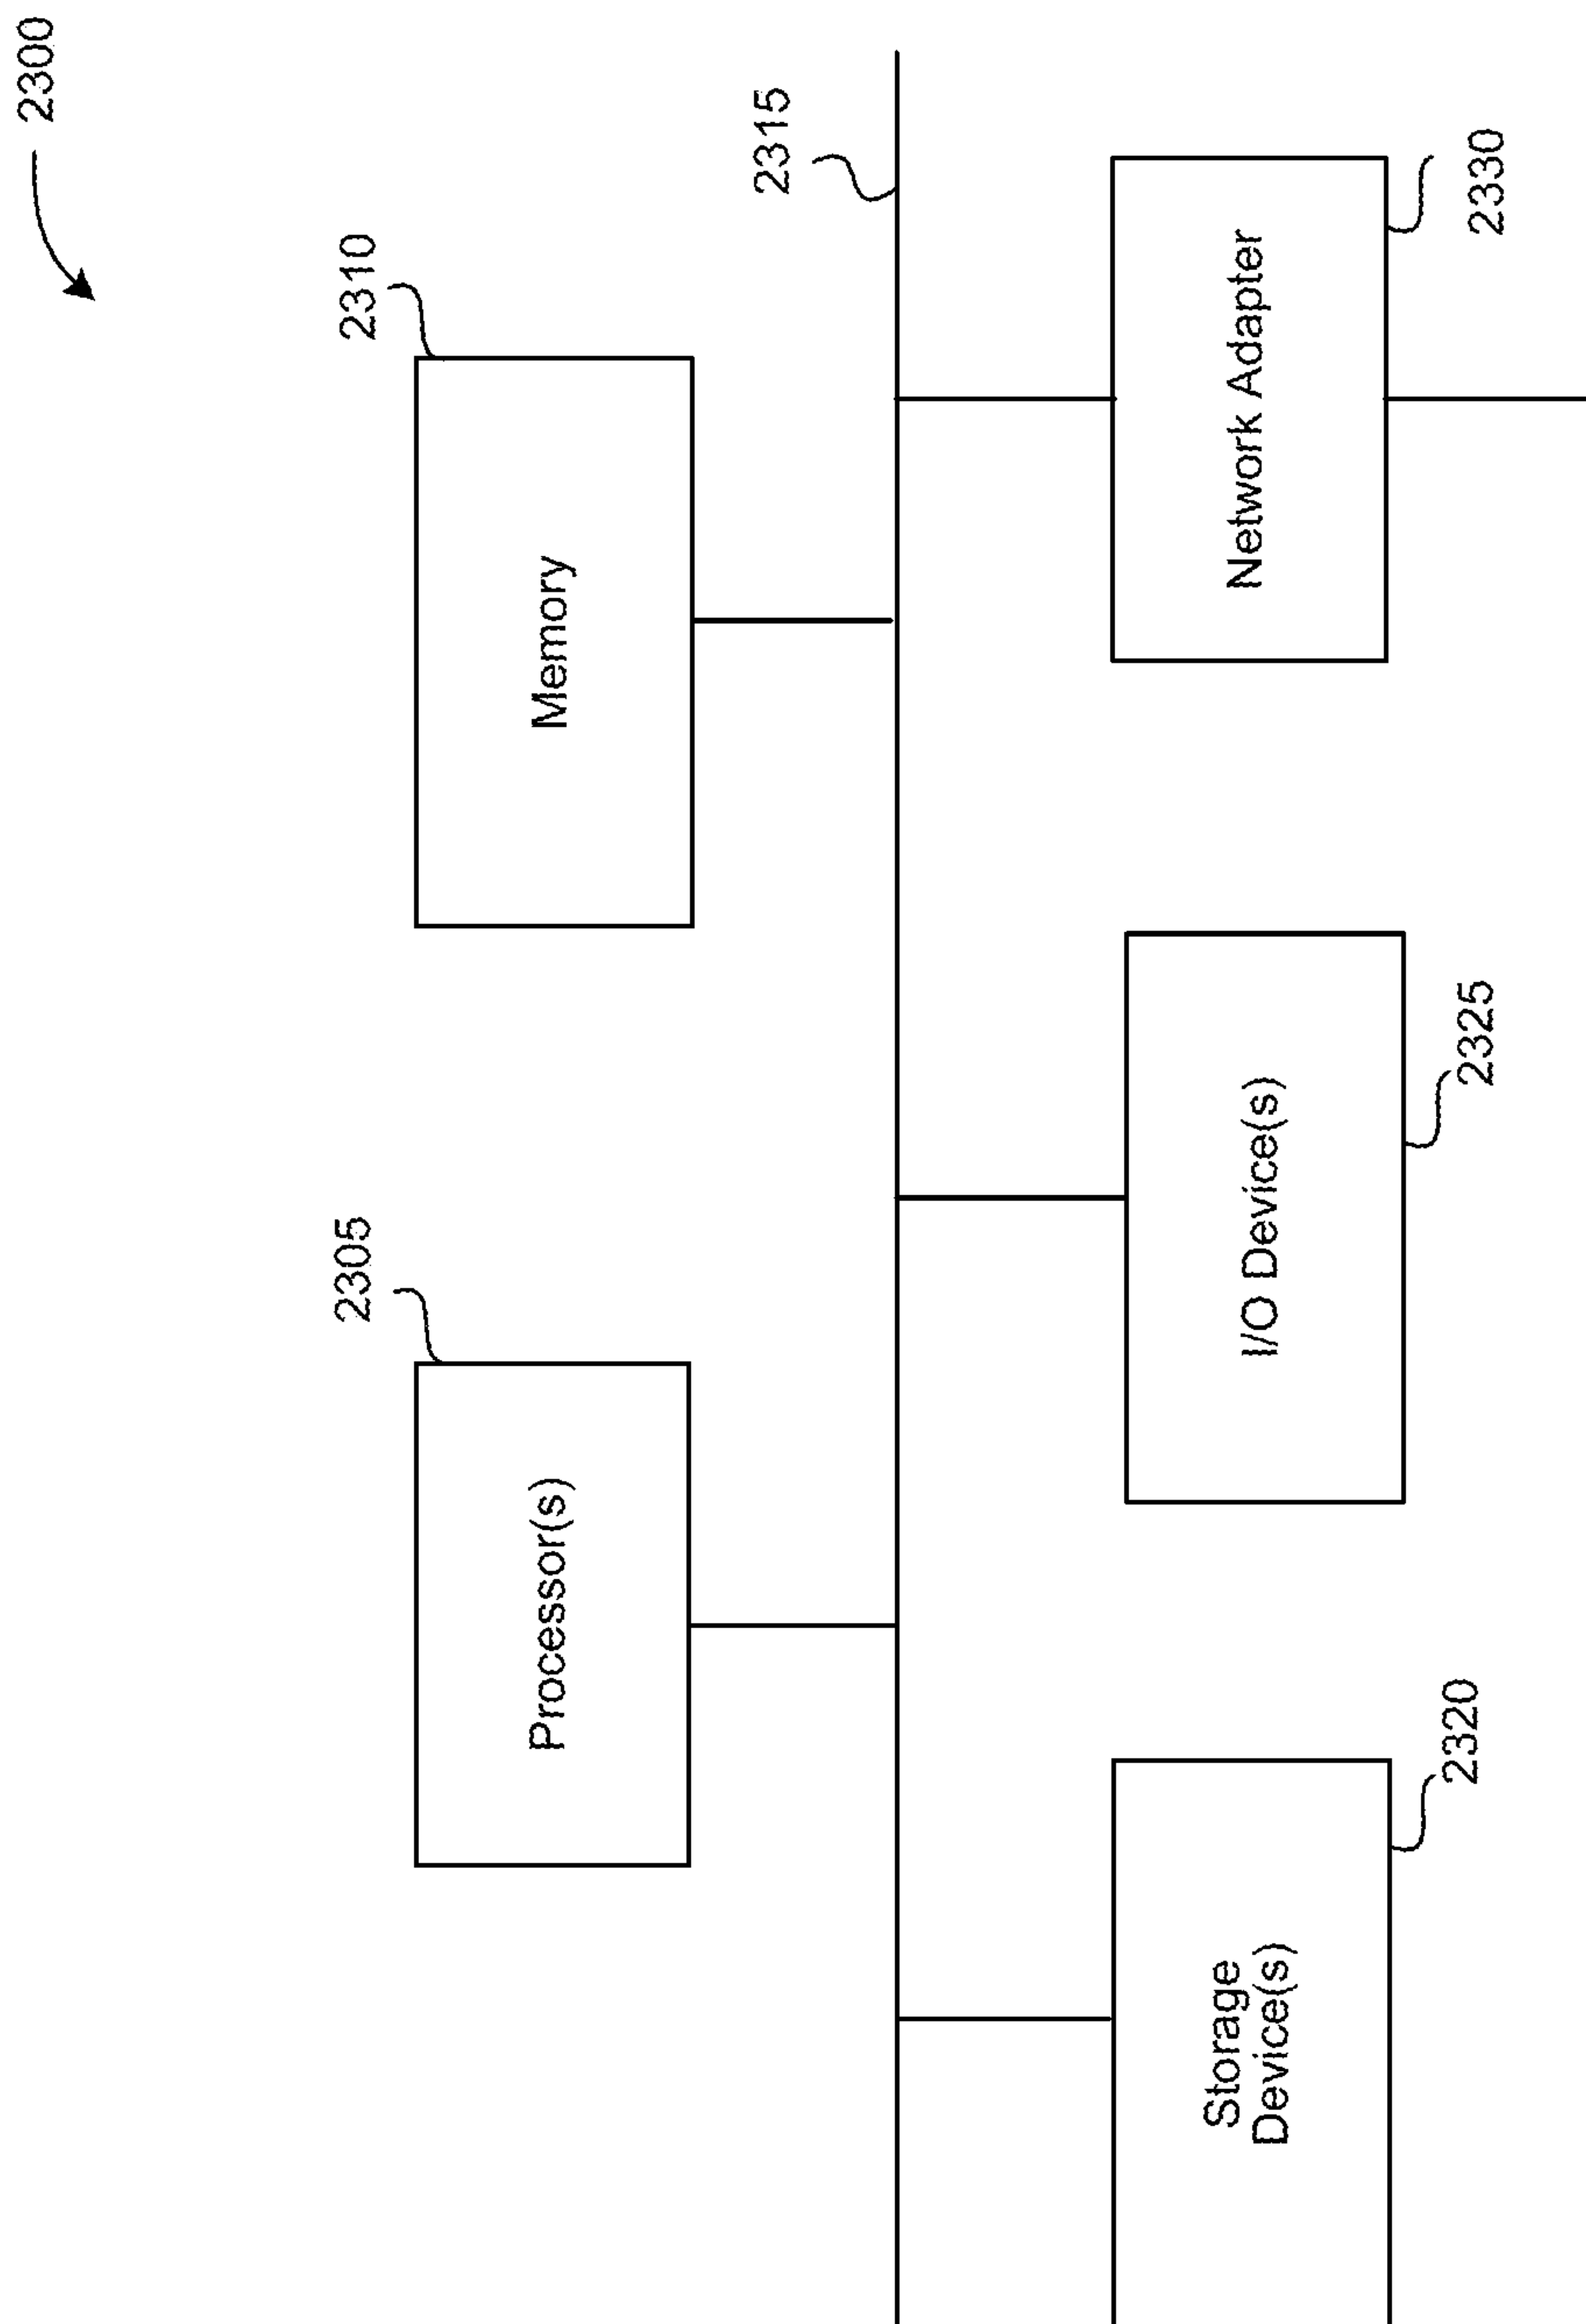 2300
2310
Memory
2305
Processor(s)
2315
Network Adapter
2330
I/O Device(s)
2325
Storage
Device(s)
2320